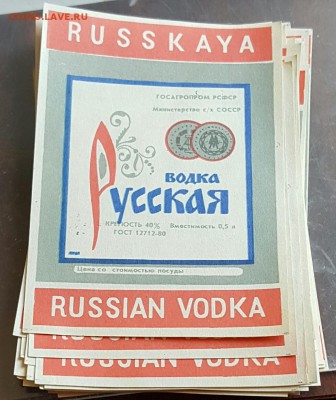 RUSSKAYA
ГОСАГРОПРОМ РСФСР
Министерство с/х СОССР
ВОДКА
Русская
КРЕПОСТЬ 40% Вместимость 0,5 л
ГОСТ 12712-80
Цена со стоимостью посуды
RUSSIAN VODKA
RUSSIAN VODKA